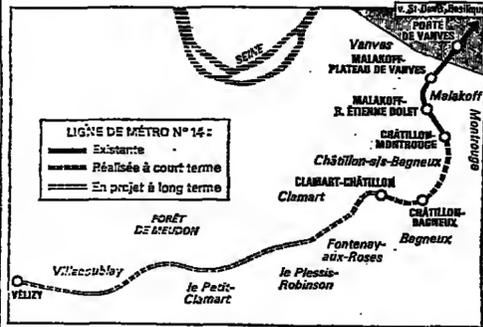 v. St-Denis, Basilique
PORTE
DE VANVES
Vanves
SEINE
MALAKOFF-
PLATEAU DE VANVES
Malakoff
MALAKOFF-
R. ÉTIENNE DOLET
Montrouge
LIGNE DE MÉTRO N° 14 :
Existante
Réalisée à court terme
En projet à long terme
CHÂTILLON-
MONTROUGE
Châtillon-s/s-Bagneux
CLAMART-CHÂTILLON
Clamart
CHÂTILLON-
BAGNEUX
Bagneux
FORÊT
DE MEUDON
Fontenay-
aux-Roses
Villacoublay
le Petit-
Clamart
le Plessis-
Robinson
VÉLIZY